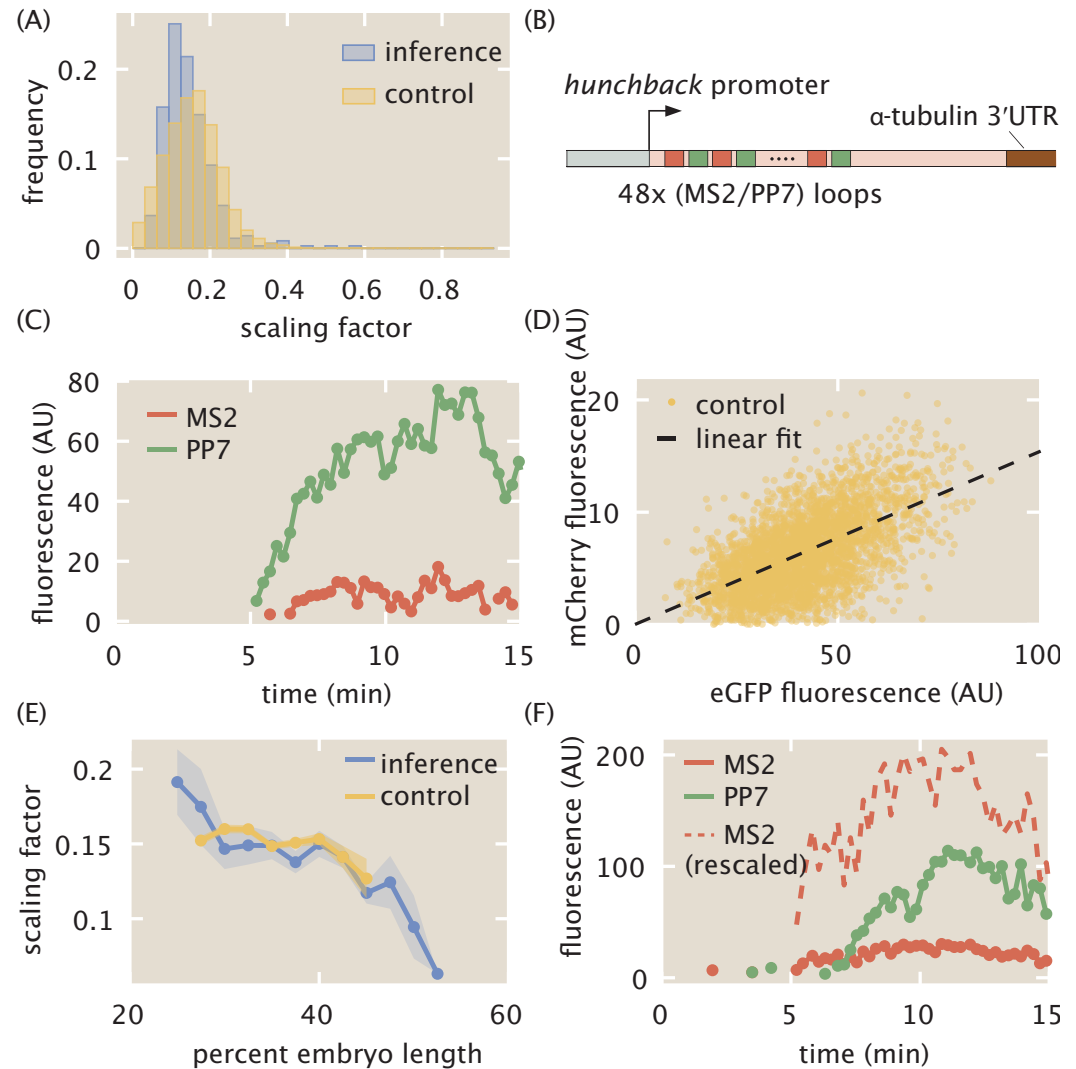 (A)
frequency
0.2
0.1
0
inference
control
0 0.2 0.4 0.6 0.8
scaling factor
(B)
hunchback promoter
α-tubulin 3′UTR
48x (MS2/PP7) loops
(C)
fluorescence (AU)
80
60
40
20
0
MS2
PP7
0 5 10 15
time (min)
(D)
mCherry fluorescence (AU)
20
10
0
control
linear fit
0 50 100
eGFP fluorescence (AU)
(E)
scaling factor
0.2
0.15
0.1
inference
control
20 40 60
percent embryo length
(F)
fluorescence (AU)
200
100
0
MS2
PP7
MS2
(rescaled)
0 5 10 15
time (min)